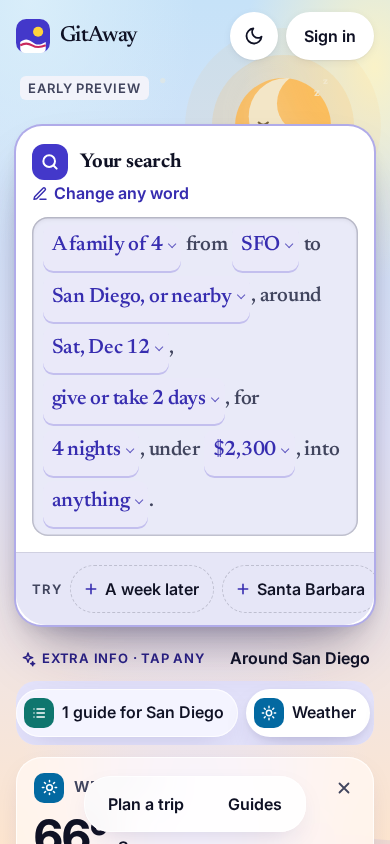 GitAway
Sign in
EARLY PREVIEW
Your search
Change any word
A family of 4 from SFO to
San Diego, or nearby , around
Sat, Dec 12 ,
give or take 2 days , for
4 nights , under $2,300 , into
anything .
TRY + A week later + Santa Barbara
EXTRA INFO · TAP ANY Around San Diego
1 guide for San Diego Weather
Plan a trip Guides
66°